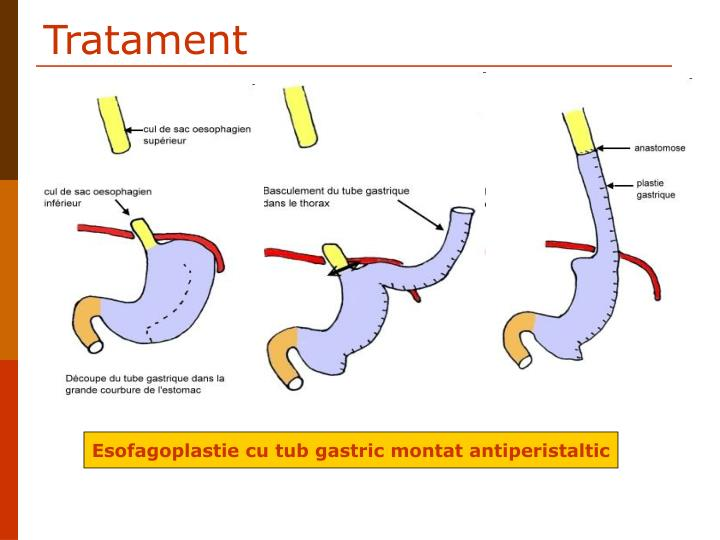 Tratament
cul de sac oesophagien
supérieur
cul de sac oesophagien
inférieur
Découpe du tube gastrique dans la
grande courbure de l'estomac
Basculement du tube gastrique
dans le thorax
anastomose
plastie
gastrique
Esofagoplastie cu tub gastric montat antiperistaltic